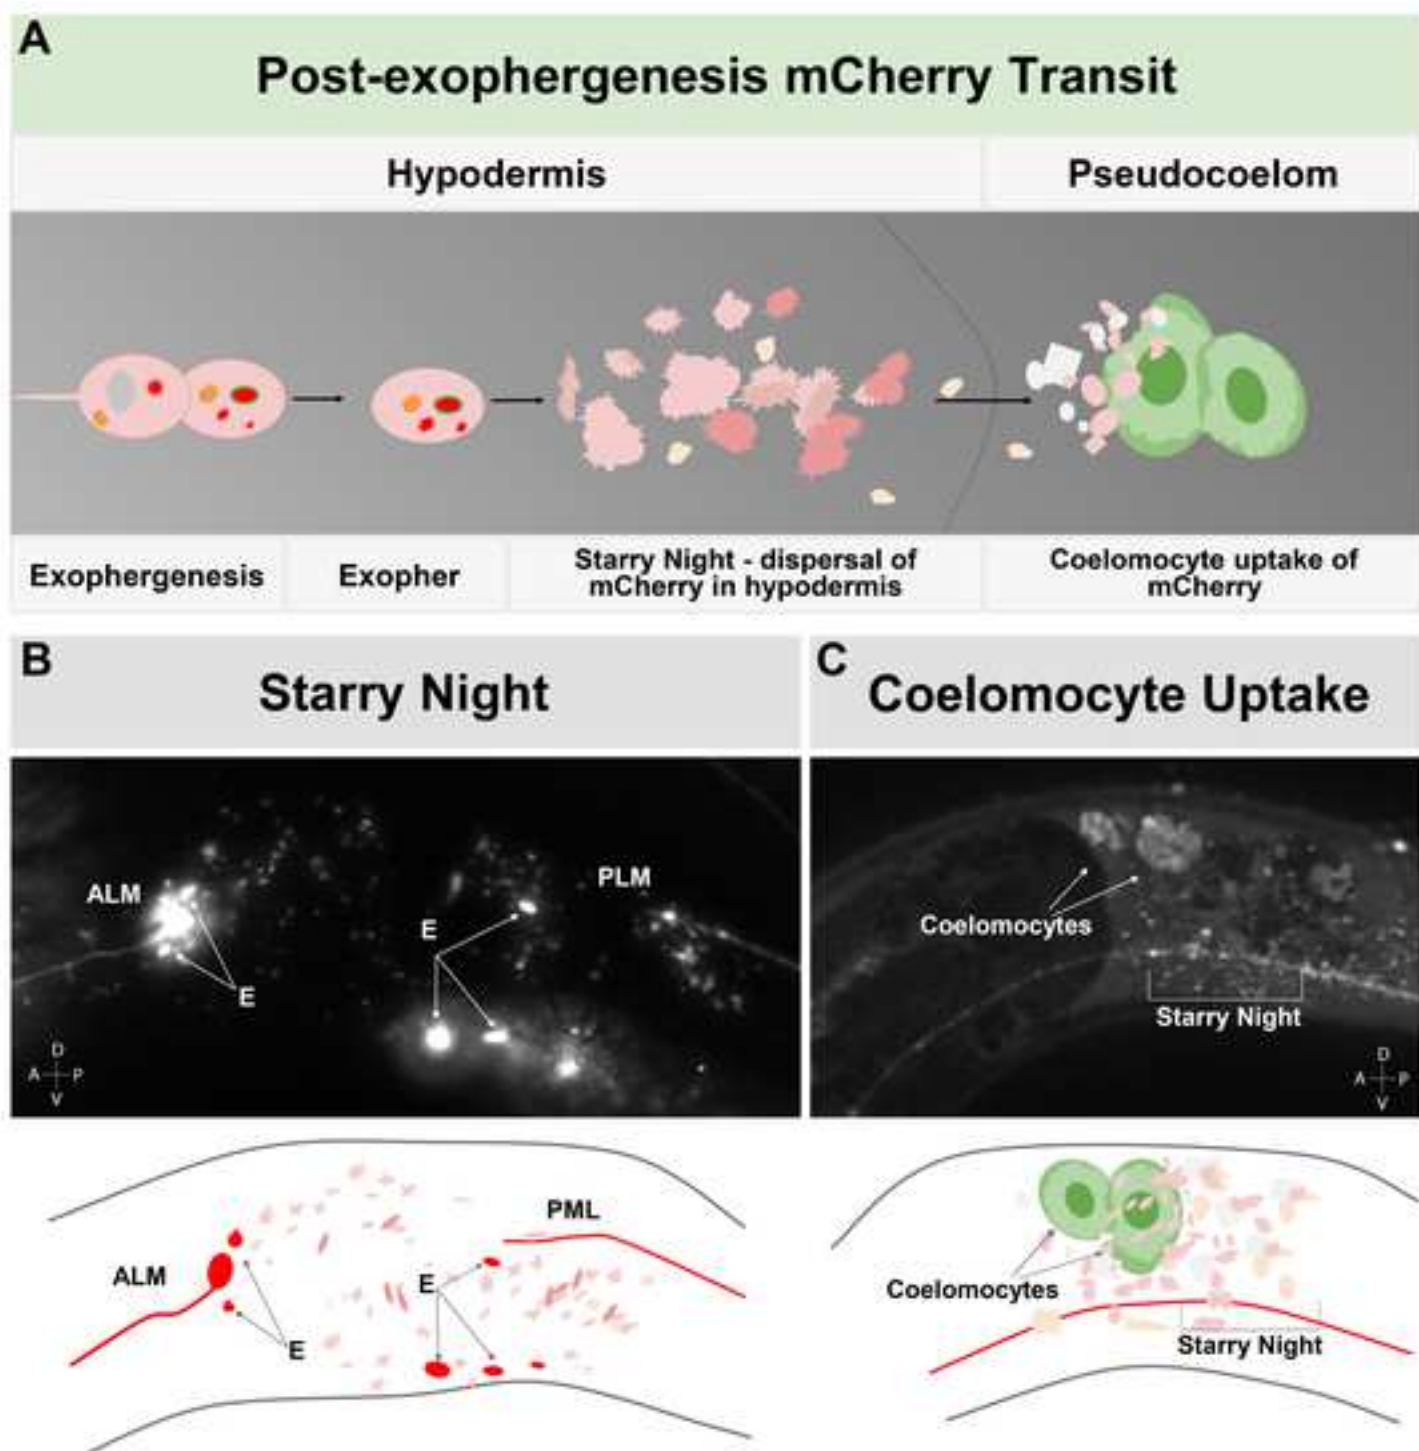 A
Post-exophergenesis mCherry Transit
Hypodermis
Pseudocoelom
Exophergenesis
Exopher
Starry Night - dispersal of
mCherry in hypodermis
Coelomocyte uptake of
mCherry
B
Starry Night
ALM
E
E
PLM
D
A P
V
C
Coelomocyte Uptake
Coelomocytes
Starry Night
D
A P
V
ALM
E
E
PML
Coelomocytes
Starry Night